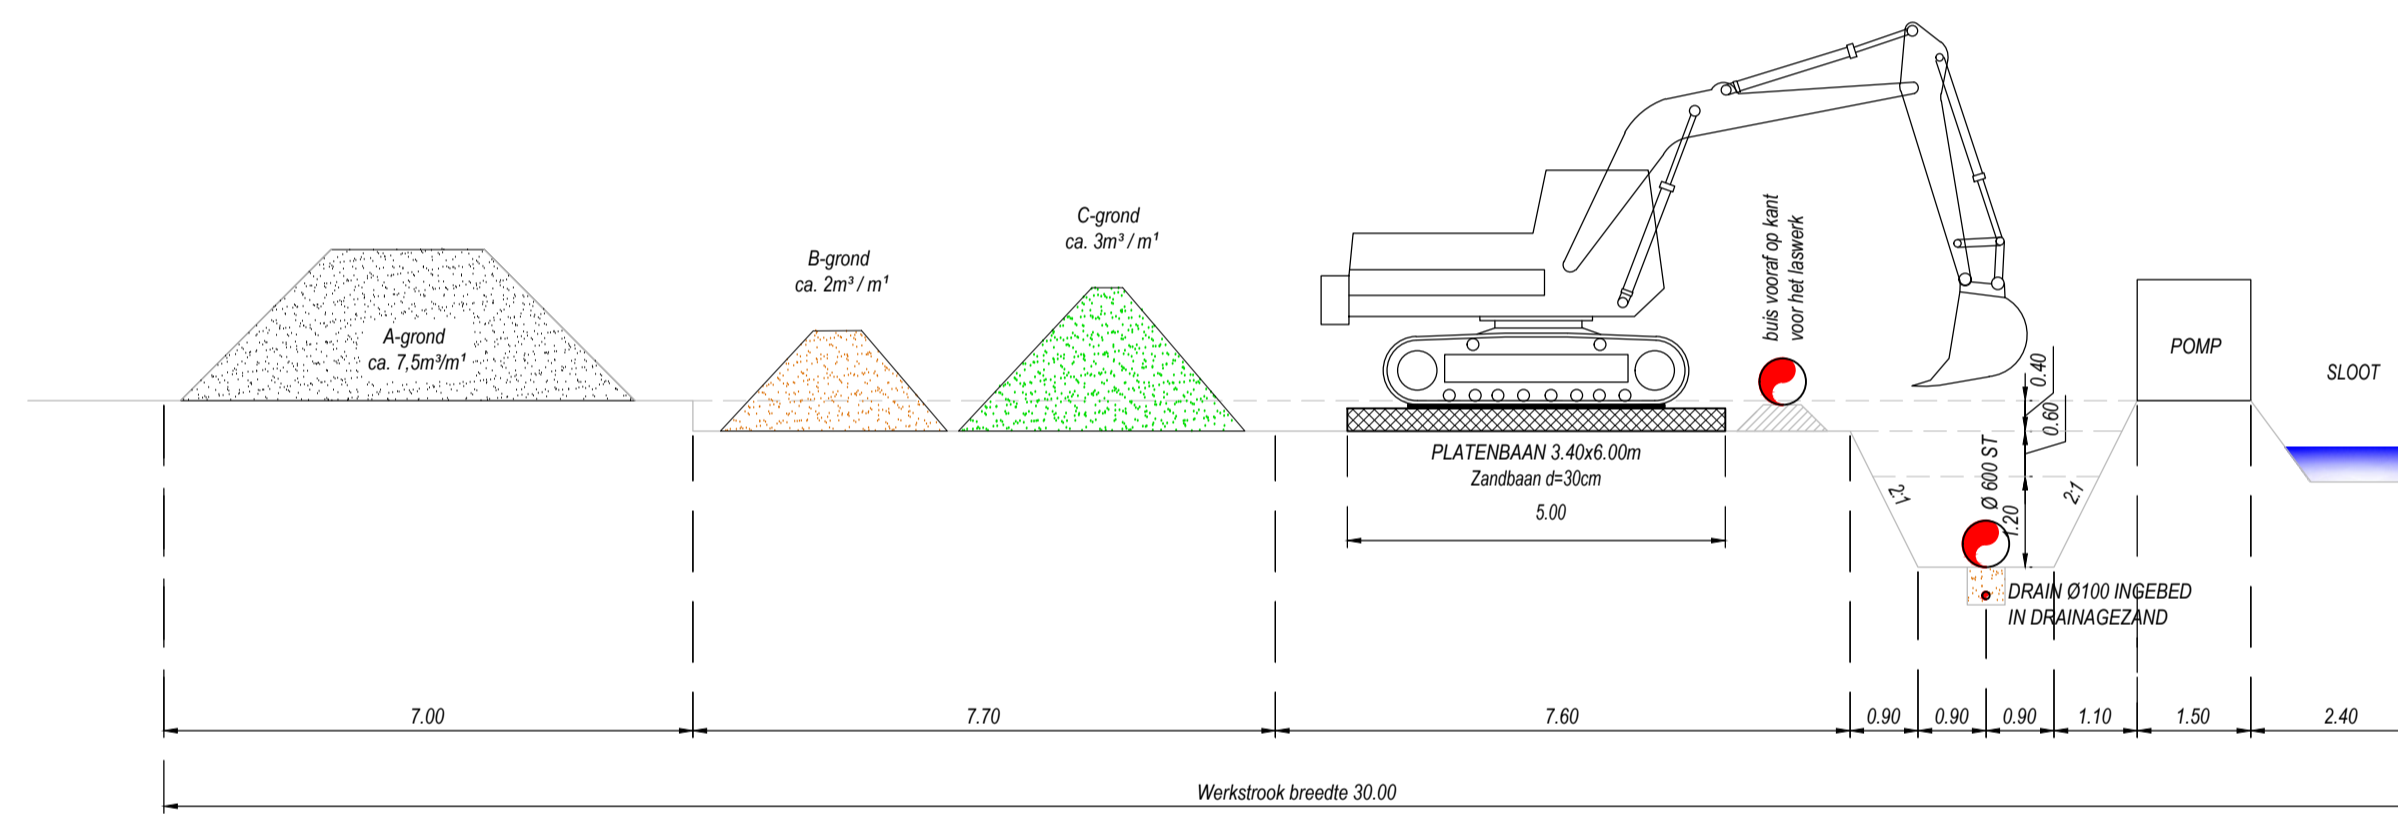 C-grond
ca. 3m³ / m¹
B-grond
ca. 2m³ / m¹
A-grond
ca. 7,5m³/m¹
buis vooraf op kant
voor het laswerk
POMP
SLOOT
0.40
0.60
PLATENBAAN 3.40x6.00m
Zandbaan d=30cm
5.00
2:1
Ø 600 ST
1.20
2:1
DRAIN Ø100 INGEBED
IN DRAINAGEZAND
7.00 7.70 7.60 0.90 0.90 0.90 1.10 1.50 2.40
Werkstrook breedte 30.00